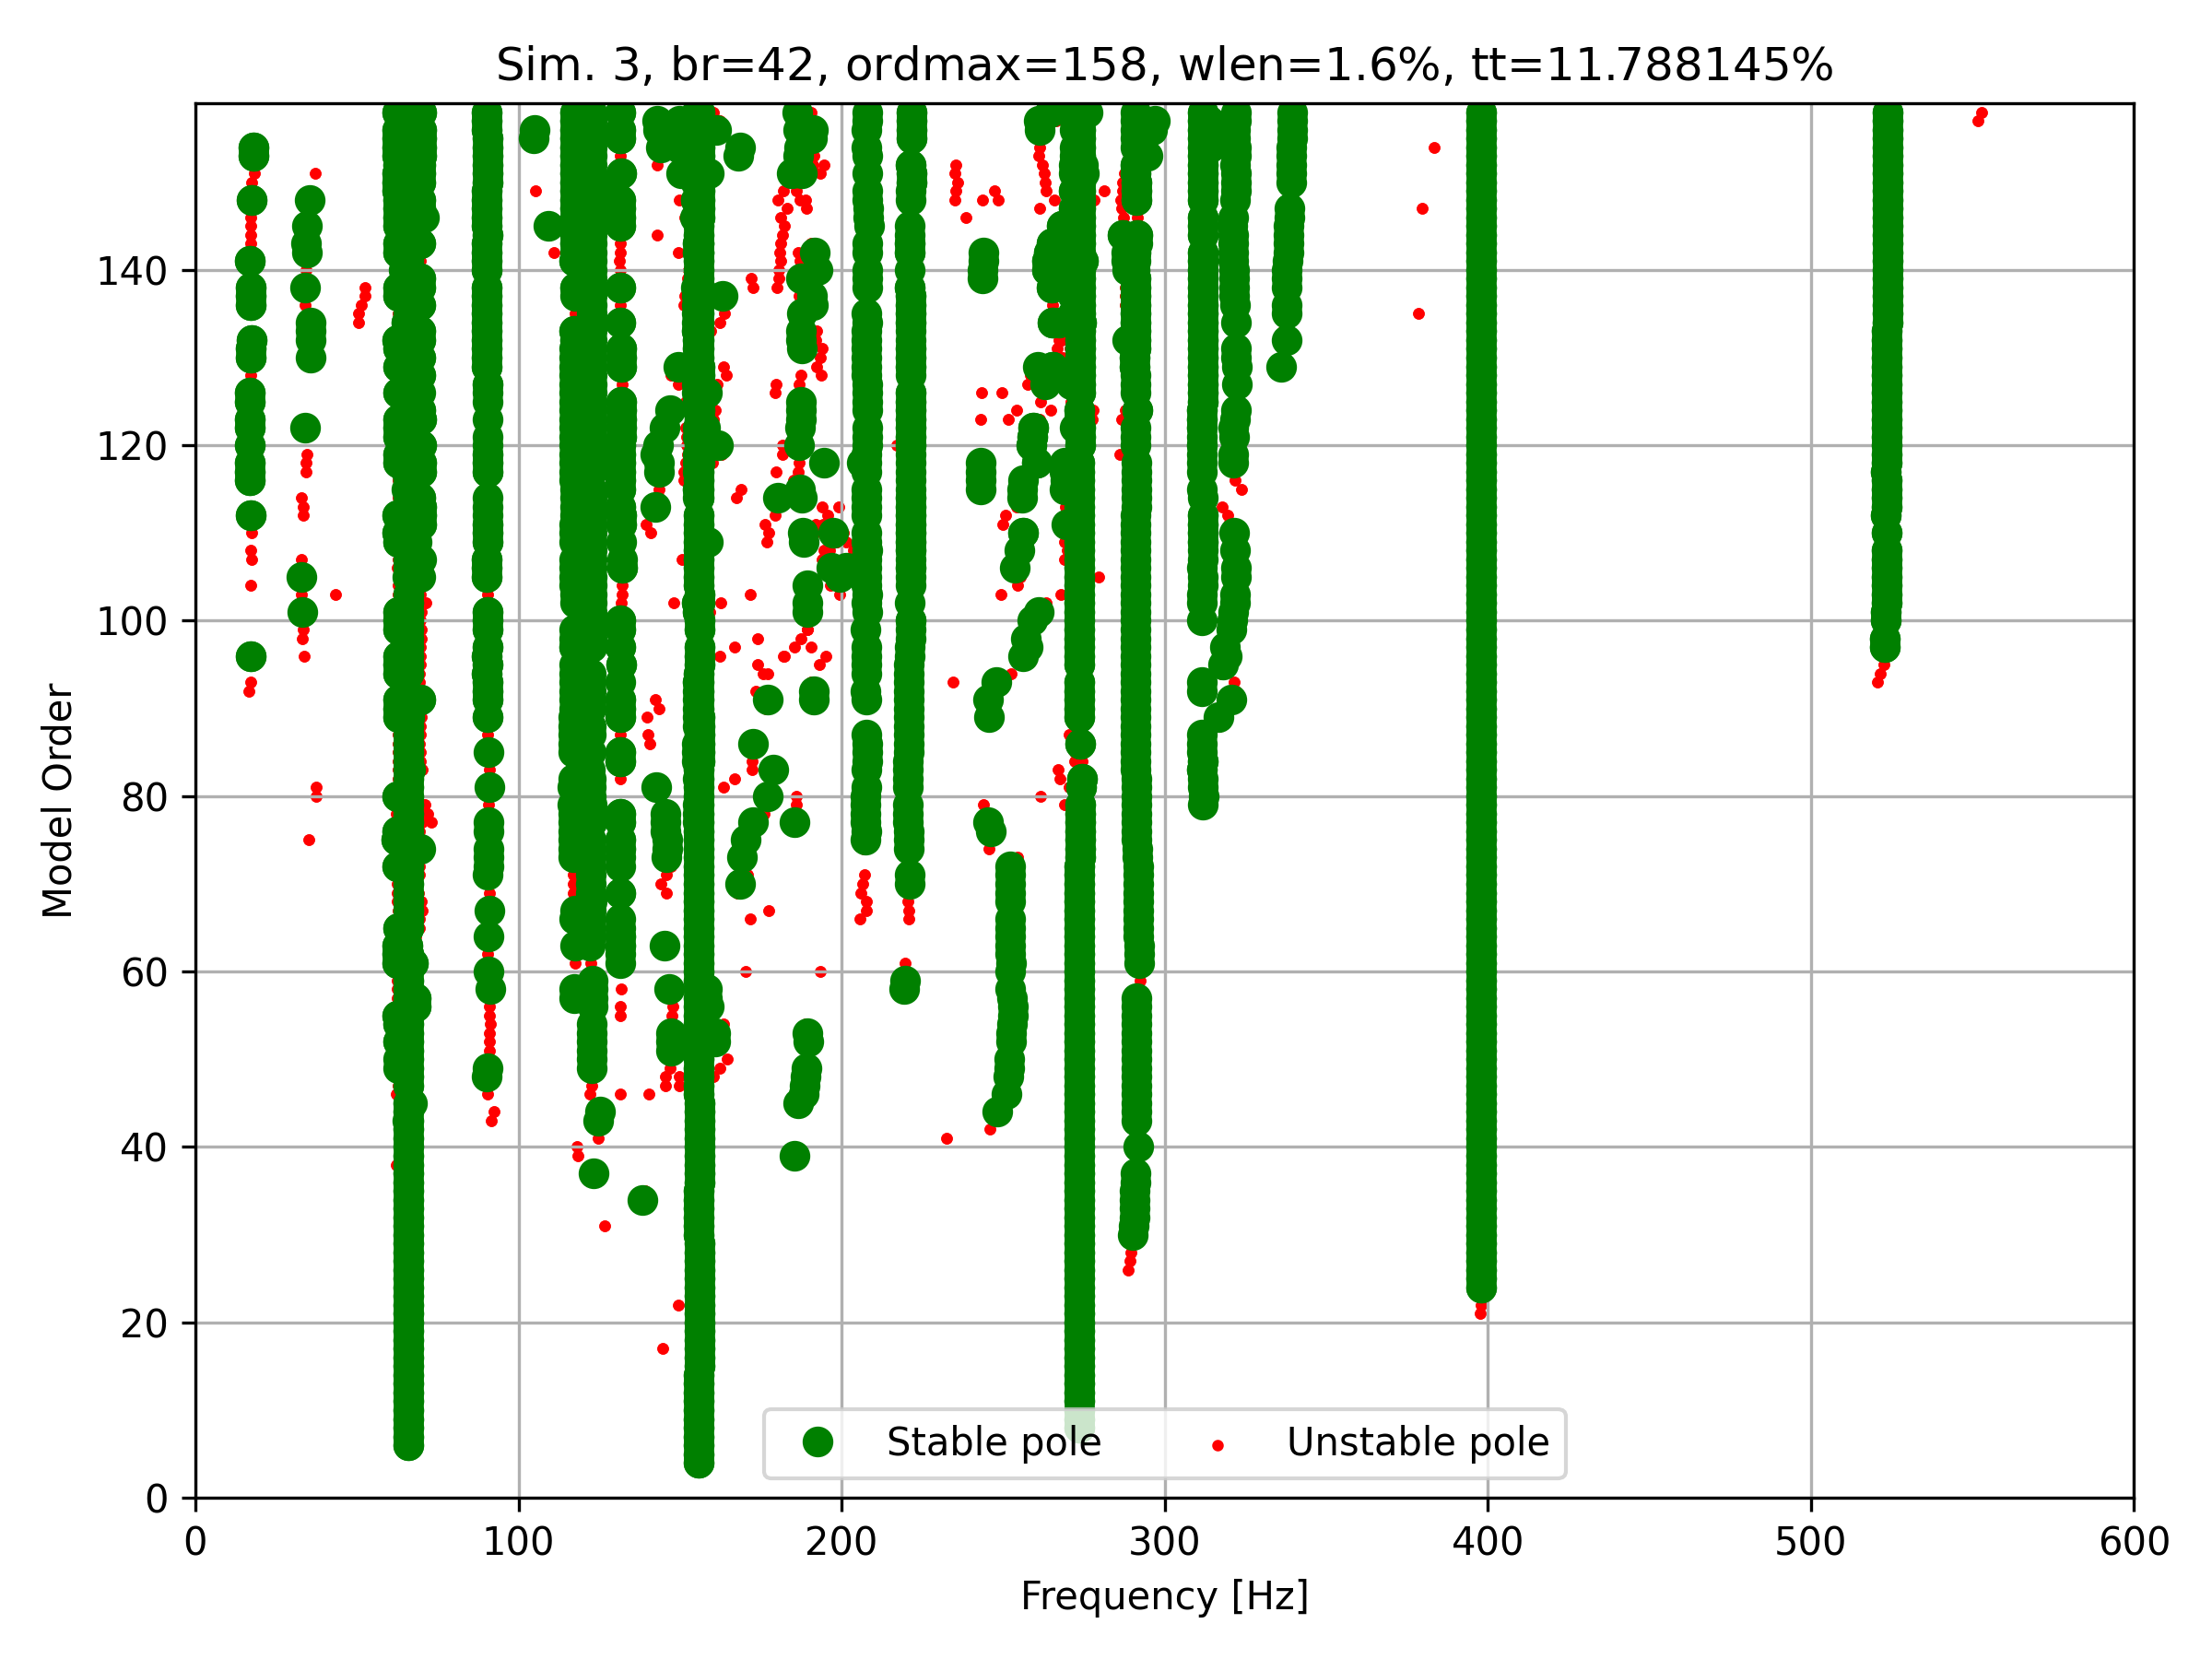 Sim. 3, br=42, ordmax=158, wlen=1.6%, tt=11.788145%
Model Order
140
120
100
80
60
40
20
0
Stable pole
Unstable pole
0 100 200 300 400 500 600
Frequency [Hz]